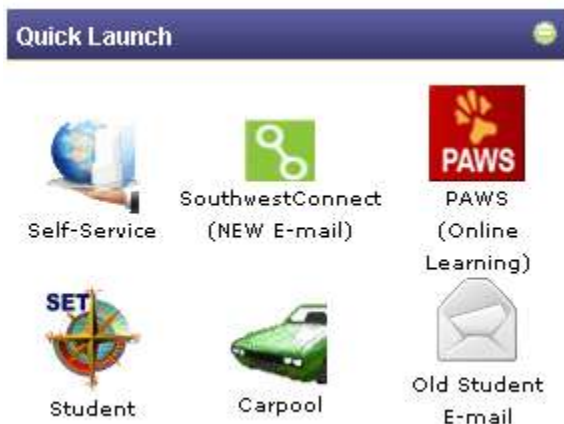 Quick Launch
PAWS
Self-Service
SouthwestConnect
(NEW E-mail)
PAWS
(Online
Learning)
SET
Student
Carpool
Old Student
E-mail